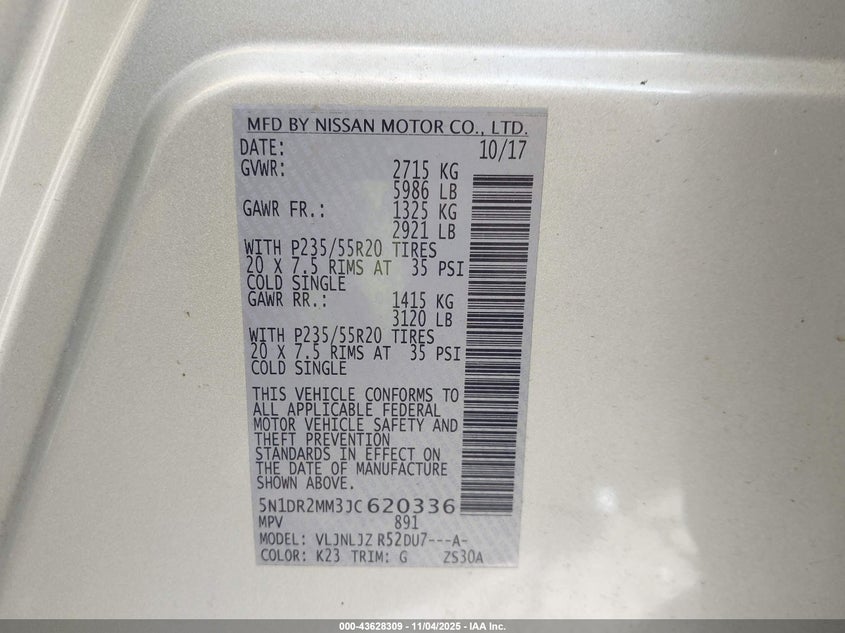 MFD BY NISSAN MOTOR CO., LTD.
DATE: 10/17
GVWR: 2715 KG
5986 LB
GAWR FR.: 1325 KG
2921 LB
WITH P235/55R20 TIRES
20 X 7.5 RIMS AT 35 PSI
COLD SINGLE
GAWR RR.: 1415 KG
3120 LB
WITH P235/55R20 TIRES
20 X 7.5 RIMS AT 35 PSI
COLD SINGLE
THIS VEHICLE CONFORMS TO
ALL APPLICABLE FEDERAL
MOTOR VEHICLE SAFETY AND
THEFT PREVENTION
STANDARDS IN EFFECT ON
THE DATE OF MANUFACTURE
SHOWN ABOVE.
5N1DR2MM3JC620336
MPV 891
MODEL: VLJNLJZ R52DU7---A-
COLOR: K23 TRIM: G ZS30A
000-43628309 — 11/04/2025 — IAA Inc.